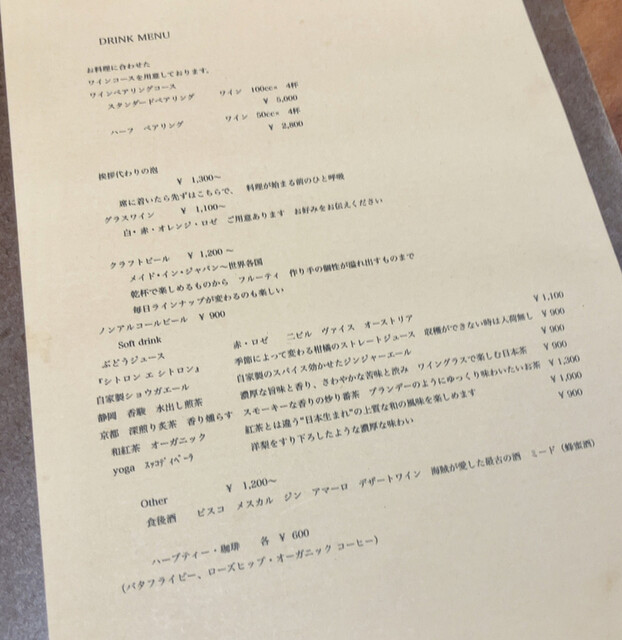 DRINK MENU
お料理に合わせた
ワインコースを用意しております。
ワインペアリングコース
スタンダードペアリング　ワイン　100cc×　4杯
￥　5,000
ハーフ　ペアリング　ワイン　50cc×　4杯
￥　2,800
挨拶代わりの泡
￥　1,300～
席に着いたら先ずはこちらで、　料理が始まる前のひと呼吸
グラスワイン　￥　1,100～
白・赤・オレンジ・ロゼ　ご用意あります　お好みをお伝えください
クラフトビール　￥　1,200 ～
メイド・イン・ジャパン～世界各国
乾杯で楽しめるものから　フルーティ　作り手の個性が溢れ出すものまで
毎日ラインナップが変わるのも楽しい
ノンアルコールビール　￥　900
Soft drink
ぶどうジュース　赤・ロゼ　二ビル　ヴァイス　オーストリア　￥ 1,100
『シトロン エ シトロン』　季節によって変わる柑橘のストレートジュース　収穫ができない時は入荷無し　￥ 900
自家製ショウガエール　自家製のスパイス効かせたジンジャーエール　￥ 900
静岡　香駿　水出し煎茶　濃厚な旨味と香り、さわやかな苦味と渋み　ワイングラスで楽しむ日本茶　￥ 900
京都　深煎り炙茶　香り燻らす　スモーキーな香りの炒り番茶　ブランデーのようにゆっくり味わいたいお茶　￥ 1,300
和紅茶　オーガニック　紅茶とは違う"日本生まれ"の上質な和の風味を楽しめます　￥ 1,000
yoga　ｽｯｺﾃﾞｨﾍﾟｰﾗ　洋梨をすり下ろしたような濃厚な味わい　￥ 900
Other　￥　1,200～
食後酒　ピスコ　メスカル　ジン　アマーロ　デザートワイン　海賊が愛した最古の酒　ミード（蜂蜜酒）
ハーブティー・珈琲　各　￥ 600
(バタフライピー、ローズヒップ・オーガニック コーヒー)